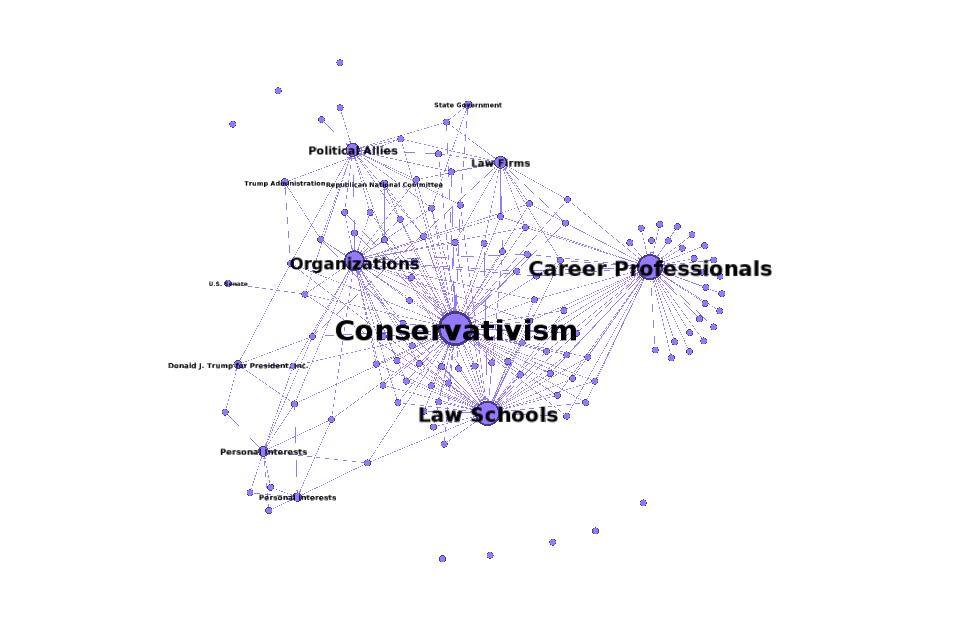 State Government
Political Allies
Law Firms
Trump Administration
Republican National Committee
Organizations
Career Professionals
U.S. Senate
Conservativism
Donald J. Trump for President, Inc.
Law Schools
Personal Interests
Personal Interests